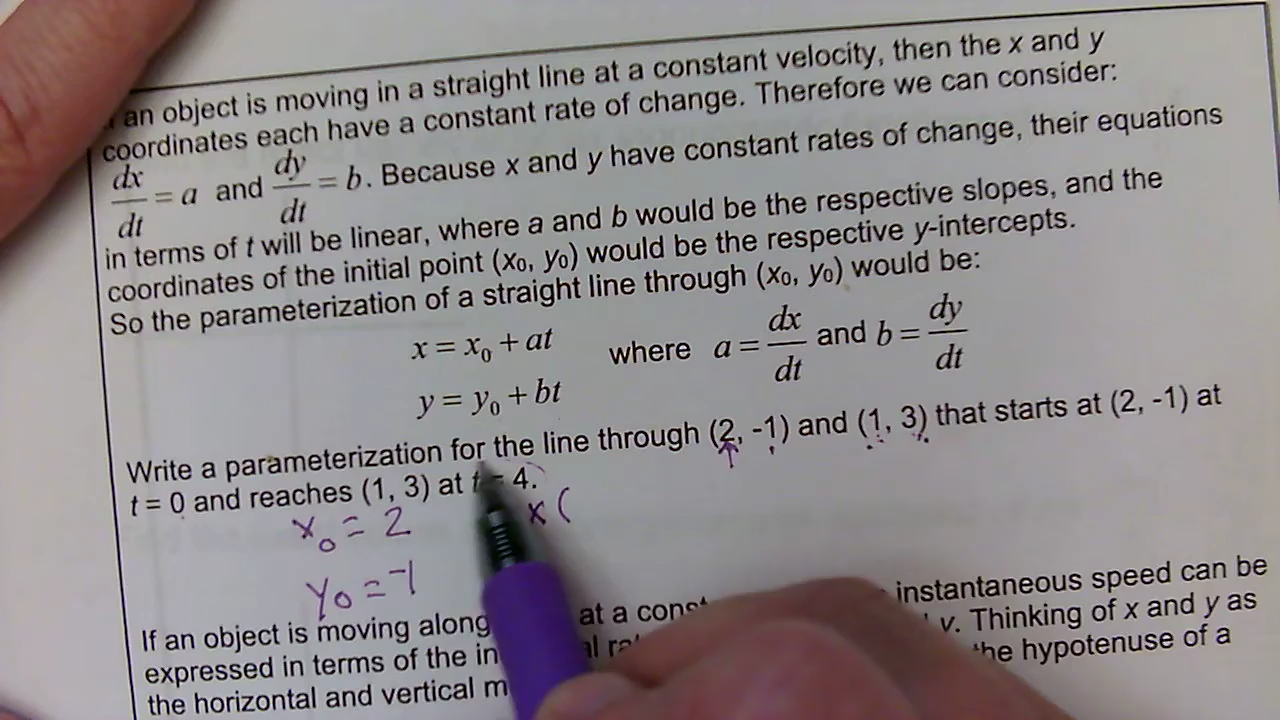 an object is moving in a straight line at a constant velocity, then the x and y
coordinates each have a constant rate of change. Therefore we can consider:
dx/dt = a and dy/dt = b. Because x and y have constant rates of change, their equations
in terms of t will be linear, where a and b would be the respective slopes, and the
coordinates of the initial point (x₀, y₀) would be the respective y-intercepts.
So the parameterization of a straight line through (x₀, y₀) would be:
x = x₀ + at where a = dx/dt and b = dy/dt
y = y₀ + bt
Write a parameterization for the line through (2, -1) and (1, 3) that starts at (2, -1) at
t = 0 and reaches (1, 3) at t = 4.
x₀ = 2 x (
y₀ = -1
If an object is moving along at a instantaneous speed can be
expressed in terms of the v. Thinking of x and y as
the horizontal and vertical the hypotenuse of a